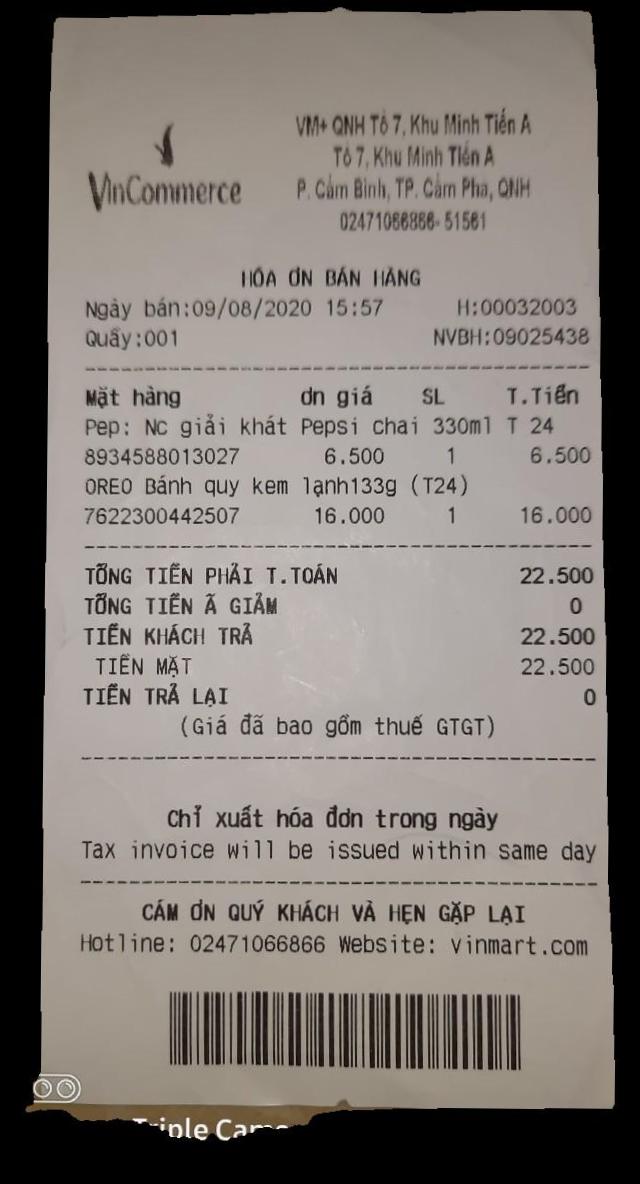 VinCommerce
VM+ QNH Tổ 7, Khu Minh Tiến A
Tổ 7, Khu Minh Tiến A
P. Cẩm Bình, TP. Cẩm Phả, QNH
02471066866- 51561
HÓA ƠN BÁN HÀNG
Ngày bán:09/08/2020 15:57 H:00032003
Quầy:001 NVBH:09025438
Mặt hàng ơn giá SL T.Tiền
Pep: Nc giải khát Pepsi chai 330ml T 24
8934588013027 6.500 1 6.500
OREO Bánh quy kem lạnh133g (T24)
7622300442507 16.000 1 16.000
TỔNG TIỀN PHẢI T.TOÁN 22.500
TỔNG TIỀN Ã GIẢM 0
TIỀN KHÁCH TRẢ 22.500
TIỀN MẶT 22.500
TIỀN TRẢ LẠI 0
(Giá đã bao gồm thuế GTGT)
Chỉ xuất hóa đơn trong ngày
Tax invoice will be issued within same day
CÁM ƠN QUÝ KHÁCH VÀ HẸN GẶP LẠI
Hotline: 02471066866 Website: vinmart.com
Triple Came